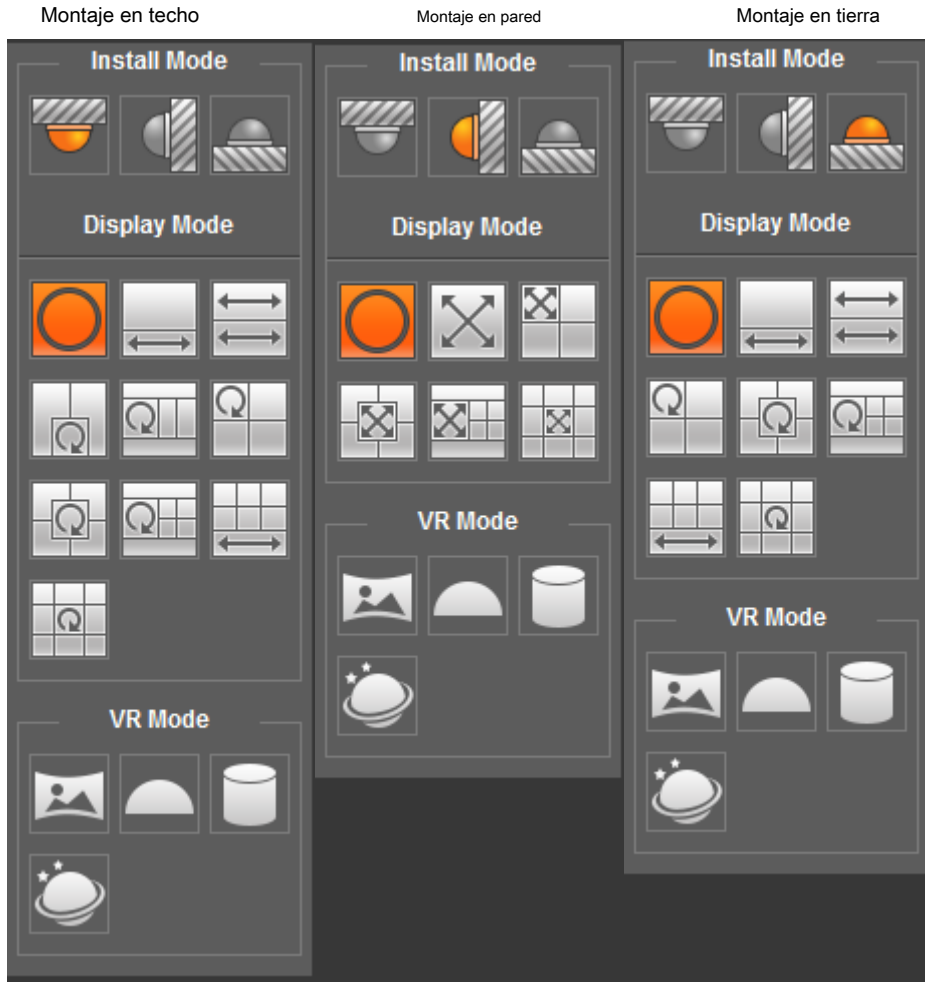 Montaje en techo
Montaje en pared
Montaje en tierra
Install Mode
Display Mode
VR Mode
Install Mode
Display Mode
VR Mode
Install Mode
Display Mode
VR Mode